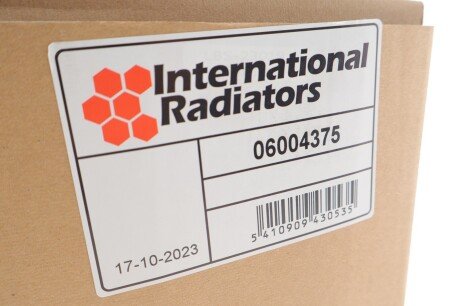 International
Radiators
06004375
17-10-2023
5 410909 430535